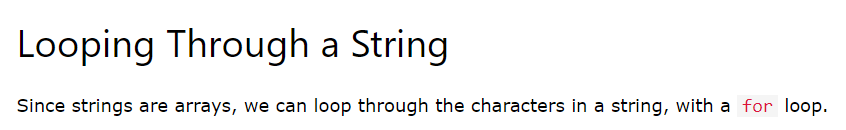 Looping Through a String
Since strings are arrays, we can loop through the characters in a string, with a for loop.